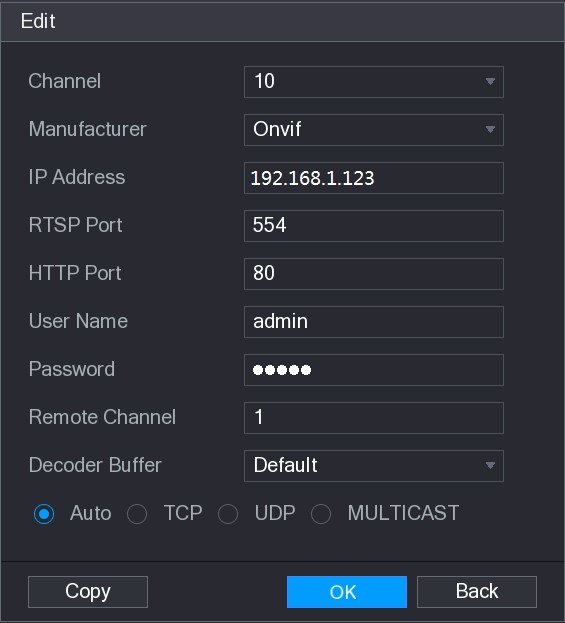 Edit
Channel 10
Manufacturer Onvif
IP Address 192.168.1.123
RTSP Port 554
HTTP Port 80
User Name admin
Password ●●●●●
Remote Channel 1
Decoder Buffer Default
Auto TCP UDP MULTICAST
Copy OK Back